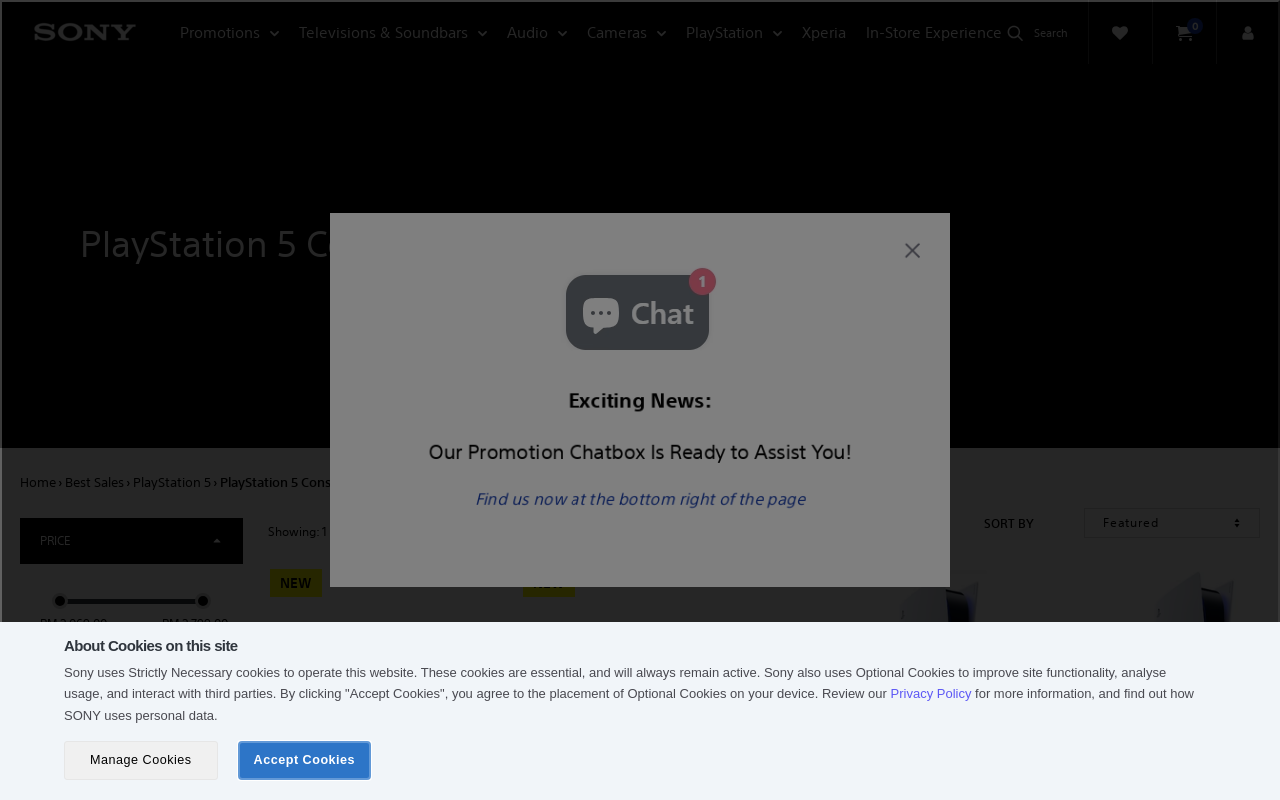 SONY Promotions Televisions & Soundbars Audio Cameras PlayStation Xperia In-Store Experience Search 0
PlayStation 5 Co
1
Chat
Exciting News:
Our Promotion Chatbox Is Ready to Assist You!
Find us now at the bottom right of the page
Home › Best Sales › PlayStation 5 › PlayStation 5 Cons
PRICE
Showing: 1
SORT BY
Featured
NEW
About Cookies on this site
Sony uses Strictly Necessary cookies to operate this website. These cookies are essential, and will always remain active. Sony also uses Optional Cookies to improve site functionality, analyse
usage, and interact with third parties. By clicking "Accept Cookies", you agree to the placement of Optional Cookies on your device. Review our Privacy Policy for more information, and find out how
SONY uses personal data.
Manage Cookies Accept Cookies